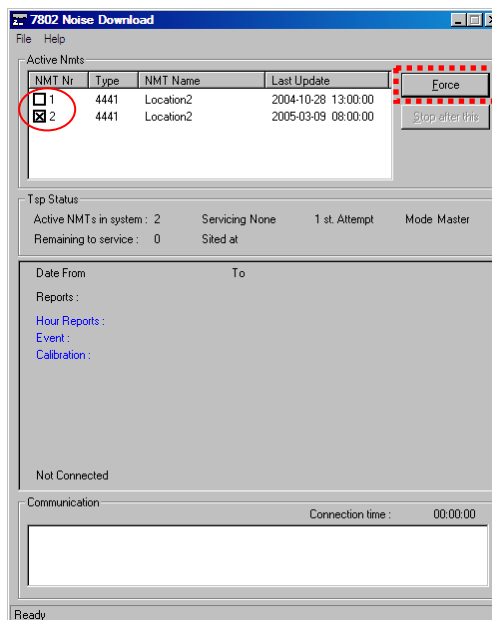 7802 Noise Download
File Help
Active Nmts
NMT Nr Type NMT Name Last Update
1 4441 Location2 2004-10-28 13:00:00
2 4441 Location2 2005-03-09 08:00:00
Force
Stop after this
Tsp Status
Active NMTs in system : 2 Servicing None 1 st. Attempt Mode Master
Remaining to service : 0 Sited at
Date From To
Reports :
Hour Reports :
Event :
Calibration :
Not Connected
Communication
Connection time : 00:00:00
Ready